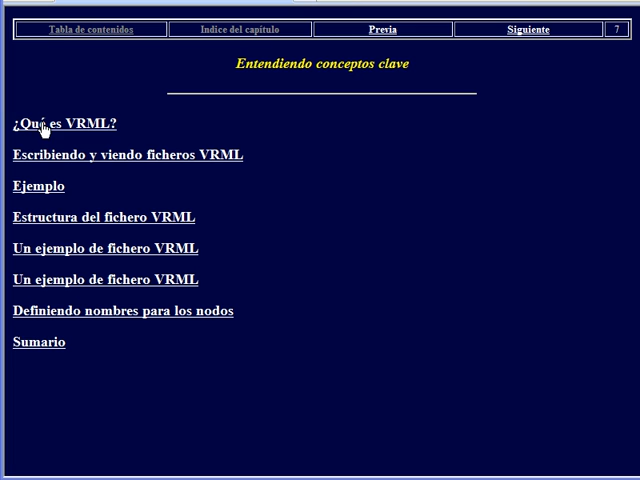 Tabla de contenidos Indice del capítulo Previa Siguiente 7
Entendiendo conceptos clave
¿Qué es VRML?
Escribiendo y viendo ficheros VRML
Ejemplo
Estructura del fichero VRML
Un ejemplo de fichero VRML
Un ejemplo de fichero VRML
Definiendo nombres para los nodos
Sumario